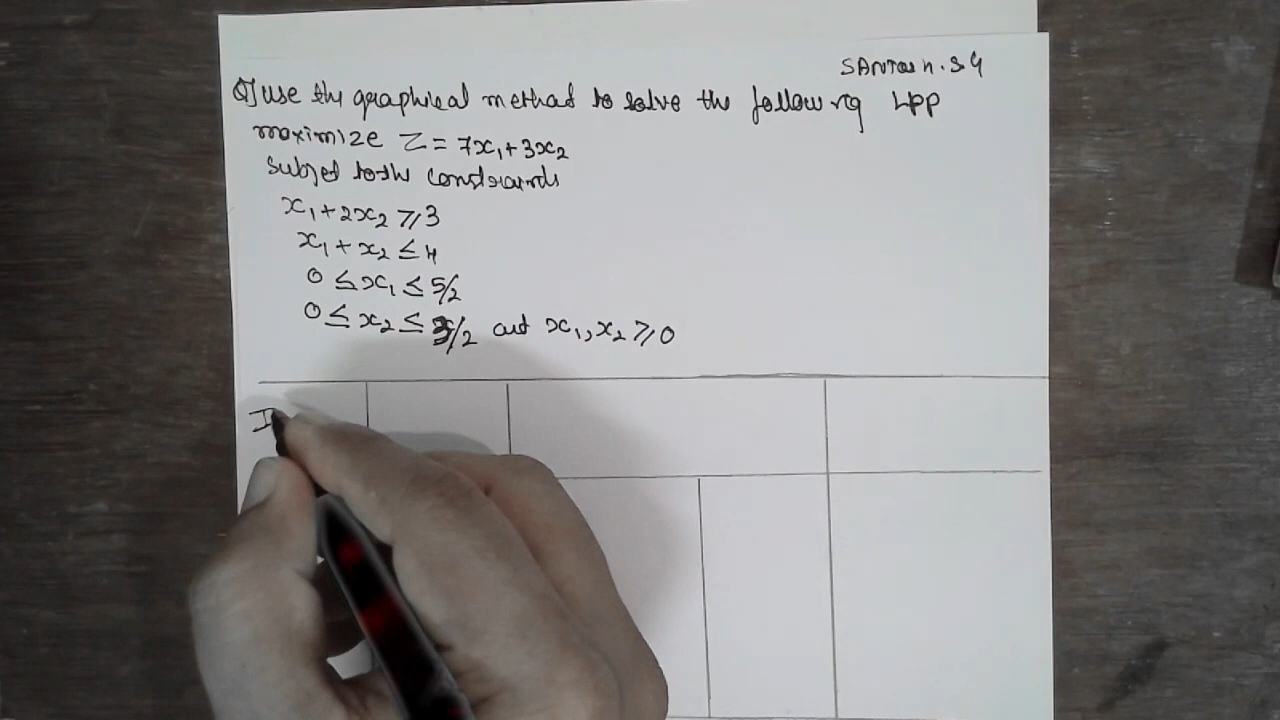 SANTOSH. S. Y
Q] use the graphical method to solve the following LPP
maximize Z = 7x₁ + 3x₂
Subject to the constraints
x₁ + 2x₂ ≥ 3
x₁ + x₂ ≤ 4
0 ≤ x₁ ≤ 5/2
0 ≤ x₂ ≤ 3/2 and x₁, x₂ ≥ 0